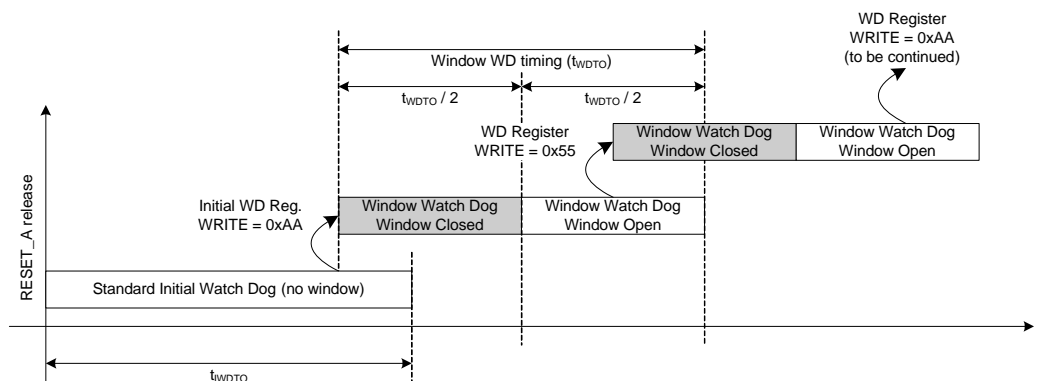 WD Register
WRITE = 0xAA
(to be continued)
Window WD timing (tWDTO)
tWDTO / 2
tWDTO / 2
WD Register
WRITE = 0x55
Window Watch Dog
Window Closed
Window Watch Dog
Window Open
Initial WD Reg.
WRITE = 0xAA
Window Watch Dog
Window Closed
Window Watch Dog
Window Open
RESET_A release
Standard Initial Watch Dog (no window)
tIWDTO